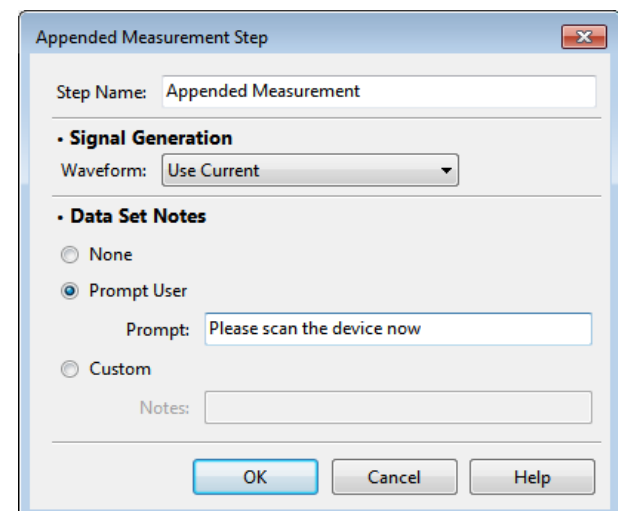 Appended Measurement Step
Step Name: Appended Measurement
• Signal Generation
Waveform: Use Current
• Data Set Notes
None
Prompt User
Prompt: Please scan the device now
Custom
Notes:
OK Cancel Help